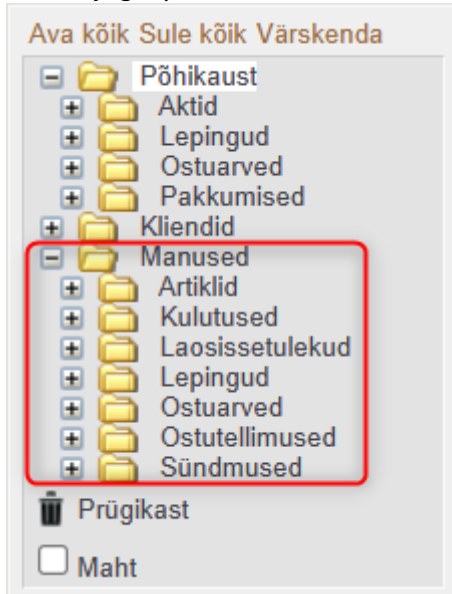 Ava kõik Sule kõik Värskenda
Põhikaust
Aktid
Lepingud
Ostuarved
Pakkumised
Kliendid
Manused
Artiklid
Kulutused
Laosissetulekud
Lepingud
Ostuarved
Ostutellimused
Sündmused
Prügikast
Maht